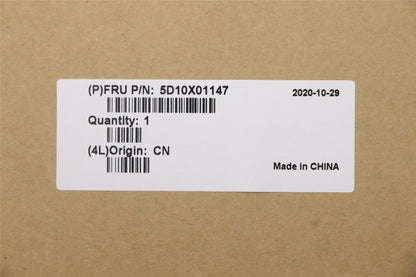 (P)FRU P/N: 5D10X01147
2020-10-29
Quantity: 1
(4L)Origin: CN
Made in CHINA